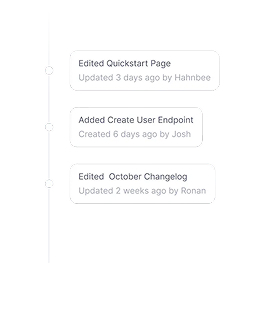 Edited Quickstart Page
Updated 3 days ago by Hahnbee
Added Create User Endpoint
Created 6 days ago by Josh
Edited October Changelog
Updated 2 weeks ago by Ronan